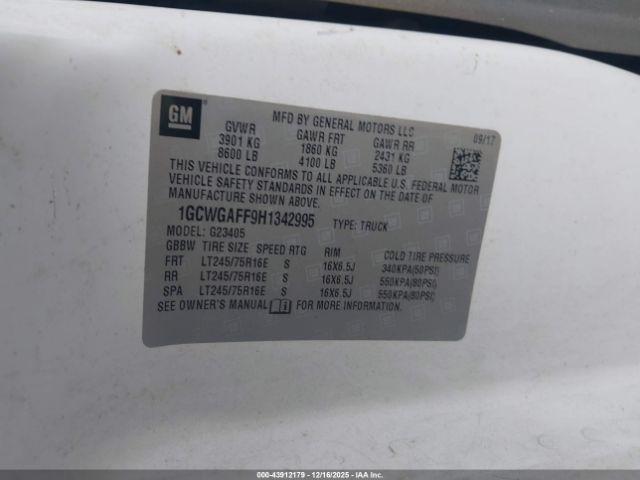 GM
MFD BY GENERAL MOTORS LLC
09/17
GVWR GAWR FRT GAWR RR
3901 KG 1860 KG 2431 KG
8600 LB 4100 LB 5360 LB
THIS VEHICLE CONFORMS TO ALL APPLICABLE U.S. FEDERAL MOTOR
VEHICLE SAFETY STANDARDS IN EFFECT ON THE DATE OF
MANUFACTURE SHOWN ABOVE.
1GCWGAFF9H1342995 TYPE: TRUCK
MODEL: G23405
GBBW TIRE SIZE SPEED RTG RIM COLD TIRE PRESSURE
FRT LT245/75R16E S 16X6.5J 340KPA(50PSI)
RR LT245/75R16E S 16X6.5J 550KPA(80PSI)
SPA LT245/75R16E S 16X6.5J 550KPA(80PSI)
SEE OWNER'S MANUAL FOR MORE INFORMATION
000-43912179 - 12/16/2025 - © IAA, Inc.